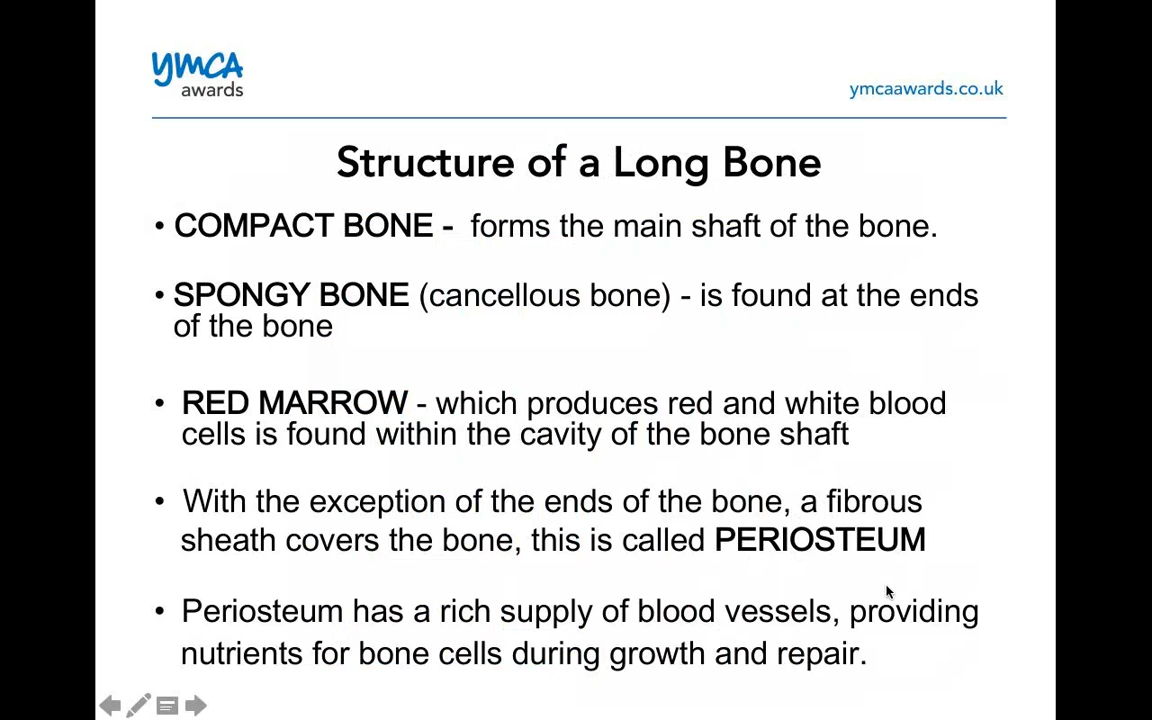 ymca
awards
ymcaawards.co.uk
Structure of a Long Bone
• COMPACT BONE - forms the main shaft of the bone.
• SPONGY BONE (cancellous bone) - is found at the ends
of the bone
• RED MARROW - which produces red and white blood
cells is found within the cavity of the bone shaft
• With the exception of the ends of the bone, a fibrous
sheath covers the bone, this is called PERIOSTEUM
• Periosteum has a rich supply of blood vessels, providing
nutrients for bone cells during growth and repair.